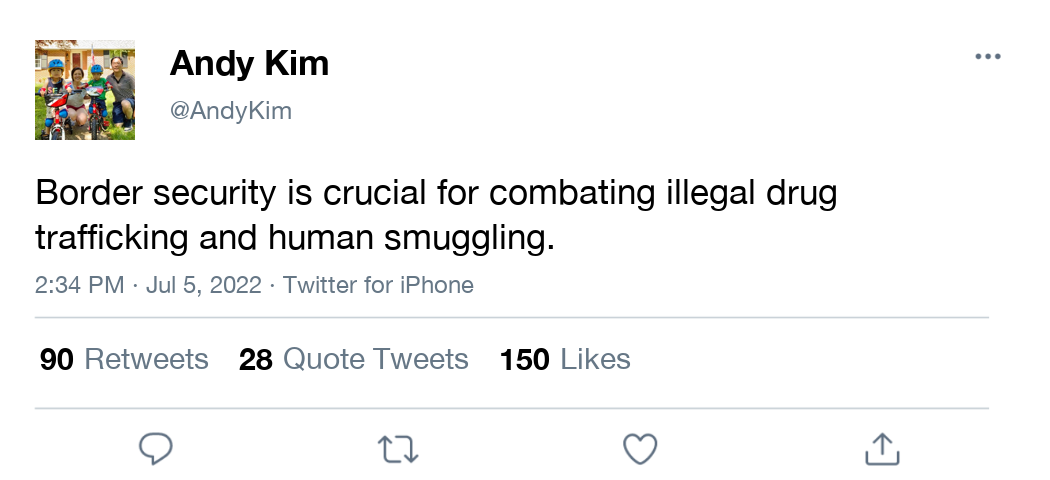 Andy Kim
@AndyKim
Border security is crucial for combating illegal drug
trafficking and human smuggling.
2:34 PM · Jul 5, 2022 · Twitter for iPhone
90 Retweets 28 Quote Tweets 150 Likes